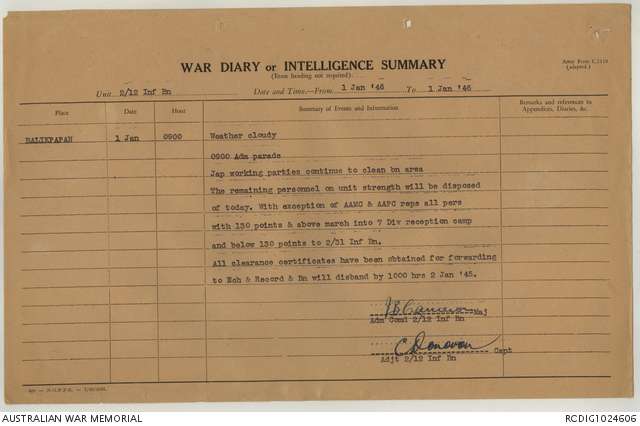 WAR DIARY or INTELLIGENCE SUMMARY
(Erase heading not required).
Army Form C.2118
(adapted.)
Unit 2/12 Inf Bn Date and Time.—From 1 Jan '46 To 1 Jan '46
Place Date Hour Summary of Events and Information Remarks and references to Appendices, Diaries, &c.
BALIKPAPAN 1 Jan 0900 Weather cloudy
0900 Adm parade
Jap working parties continue to clean bn area
The remaining personnel on unit strength will be disposed
of today. With exception of AAMC & AAPC reps all pers
with 130 points & above march into 7 Div reception camp
and below 130 points to 2/31 Inf Bn.
All clearance certificates have been obtained for forwarding
to Ech & Record & Bn will disband by 1000 hrs 2 Jan '45.
Maj
Adm Comd 2/12 Inf Bn
C Donovan Capt
Adjt 2/12 Inf Bn
AUSTRALIAN WAR MEMORIAL RCDIG1024606